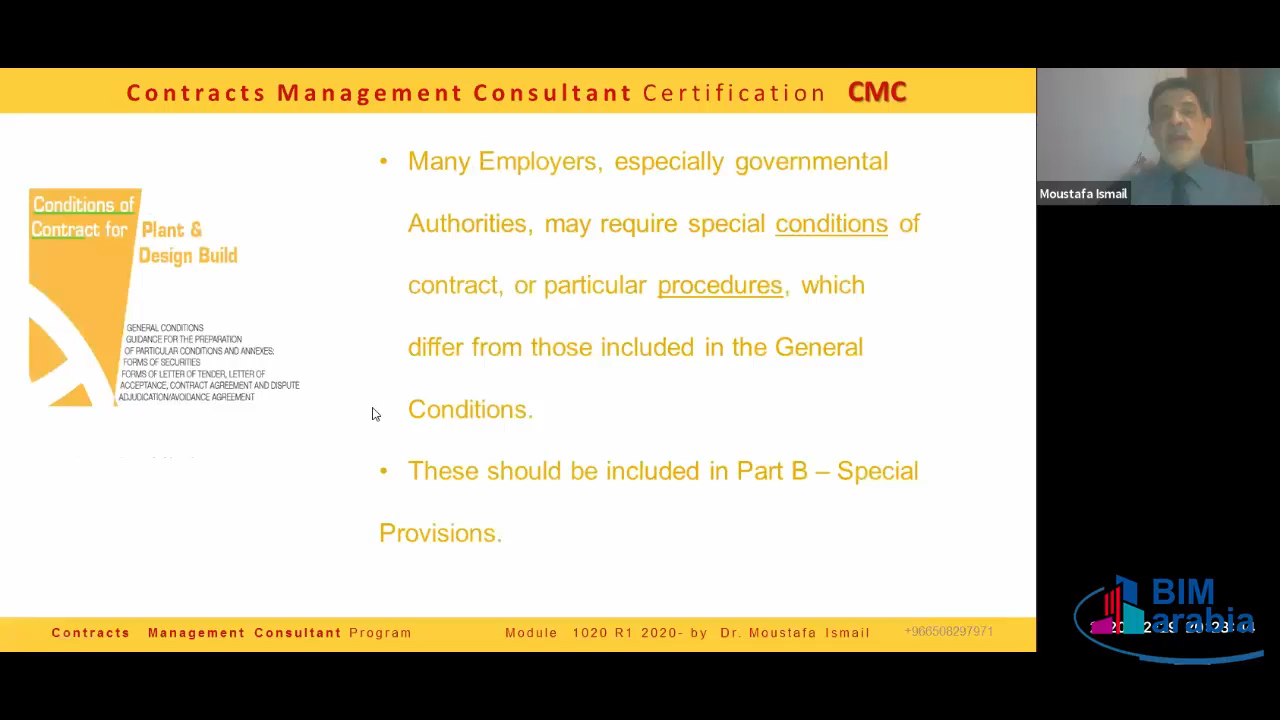 Contracts Management Consultant Certification CMC
• Many Employers, especially governmental
Authorities, may require special conditions of
contract, or particular procedures, which
differ from those included in the General
Conditions.
• These should be included in Part B – Special
Provisions.
Conditions of
Contract for Plant &
Design Build
GENERAL CONDITIONS
GUIDANCE FOR THE PREPARATION
OF PARTICULAR CONDITIONS AND ANNEXES:
FORMS OF SECURITIES
FORMS OF LETTER OF TENDER, LETTER OF
ACCEPTANCE, CONTRACT AGREEMENT AND DISPUTE
ADJUDICATION/AVOIDANCE AGREEMENT
Moustafa Ismail
Contracts Management Consultant Program
Module 1020 R1 2020- by Dr. Moustafa Ismail
+966508297971
BIM
arabia